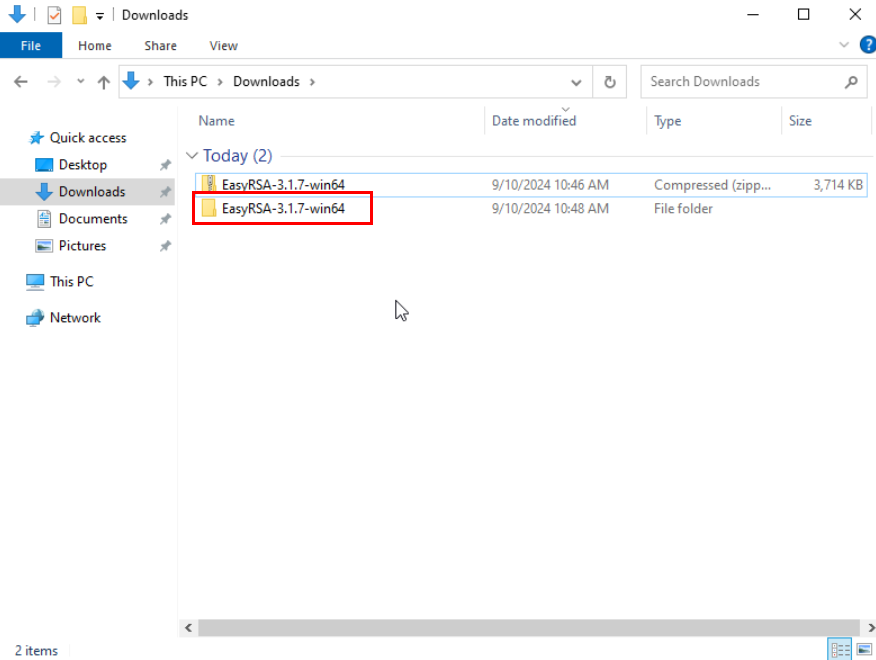 Downloads
File Home Share View ?
This PC Downloads Search Downloads
Name Date modified Type Size
Quick access
Today (2)
Desktop
EasyRSA-3.1.7-win64 9/10/2024 10:46 AM Compressed (zipp... 3,714 KB
Downloads
EasyRSA-3.1.7-win64 9/10/2024 10:48 AM File folder
Documents
Pictures
This PC
Network
2 items